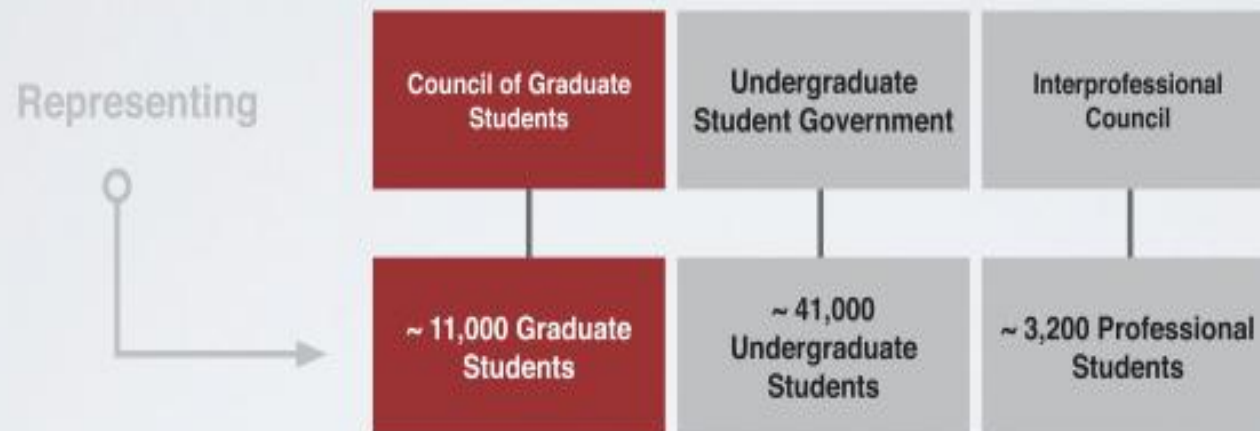 Representing
Council of Graduate
Students
Undergraduate
Student Government
Interprofessional
Council
~ 11,000 Graduate
Students
~ 41,000
Undergraduate
Students
~ 3,200 Professional
Students